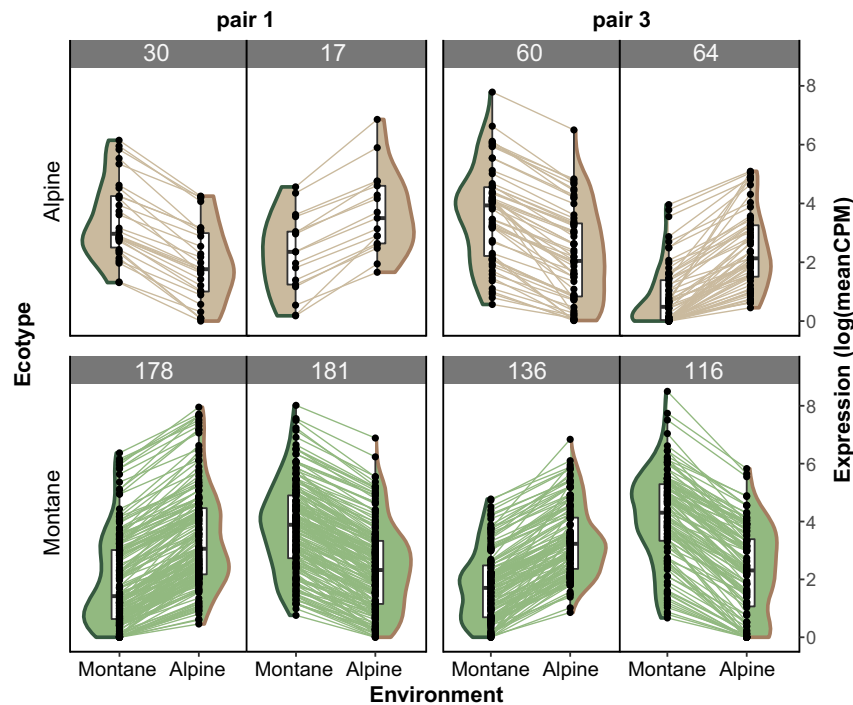 pair 1 pair 3
30 17 60 64
Alpine
8
6
4
2
0
Ecotype
Expression (log(meanCPM))
178 181 136 116
Montane
8
6
4
2
0
Montane Alpine Montane Alpine Montane Alpine Montane Alpine
Environment